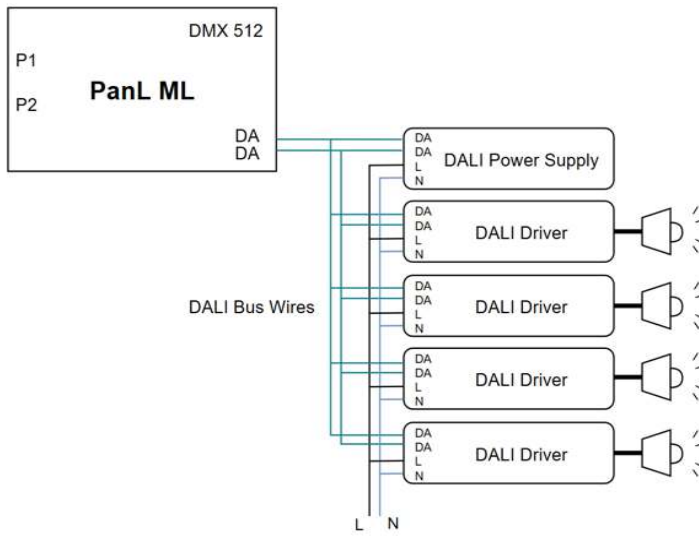 DMX 512
P1
PanL ML
P2
DA
DA
DA
DA
L
N
DALI Power Supply
DA
DA
L
N
DALI Driver
DALI Bus Wires
DA
DA
L
N
DALI Driver
DA
DA
L
N
DALI Driver
DA
DA
L
N
DALI Driver
L N